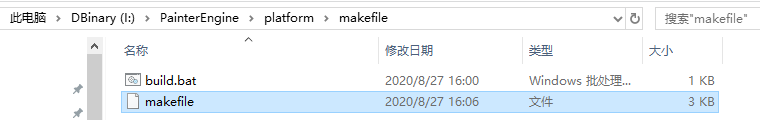 此电脑 > DBinary (I:) > PainterEngine > platform > makefile 搜索"makefile"
名称 修改日期 类型 大小
build.bat 2020/8/27 16:00 Windows 批处理... 1 KB
makefile 2020/8/27 16:06 文件 3 KB